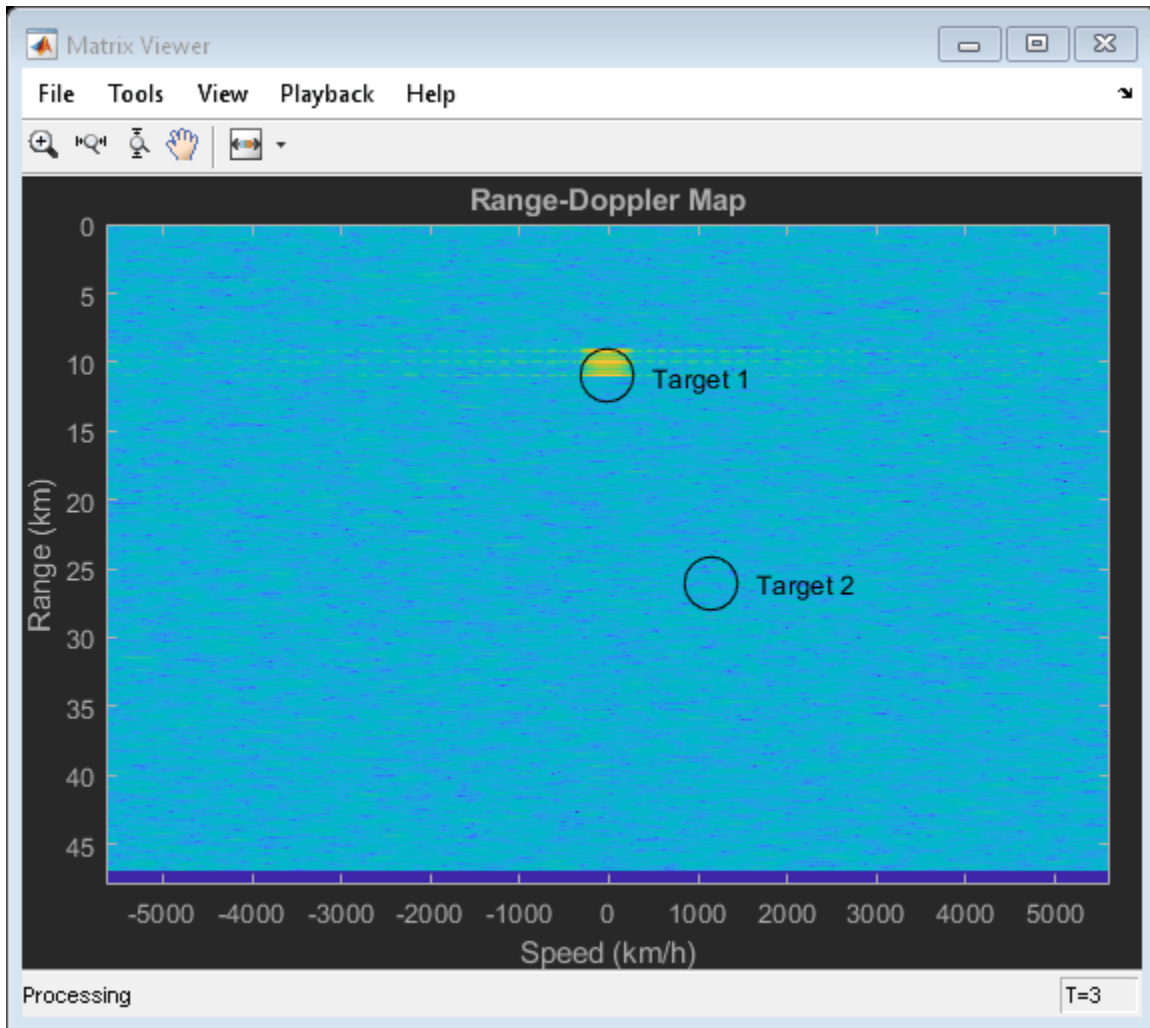 Matrix Viewer
File Tools View Playback Help
Range-Doppler Map
0
5
10
Target 1
15
20
Range (km)
25
Target 2
30
35
40
45
-5000 -4000 -3000 -2000 -1000 0 1000 2000 3000 4000 5000
Speed (km/h)
Processing T=3